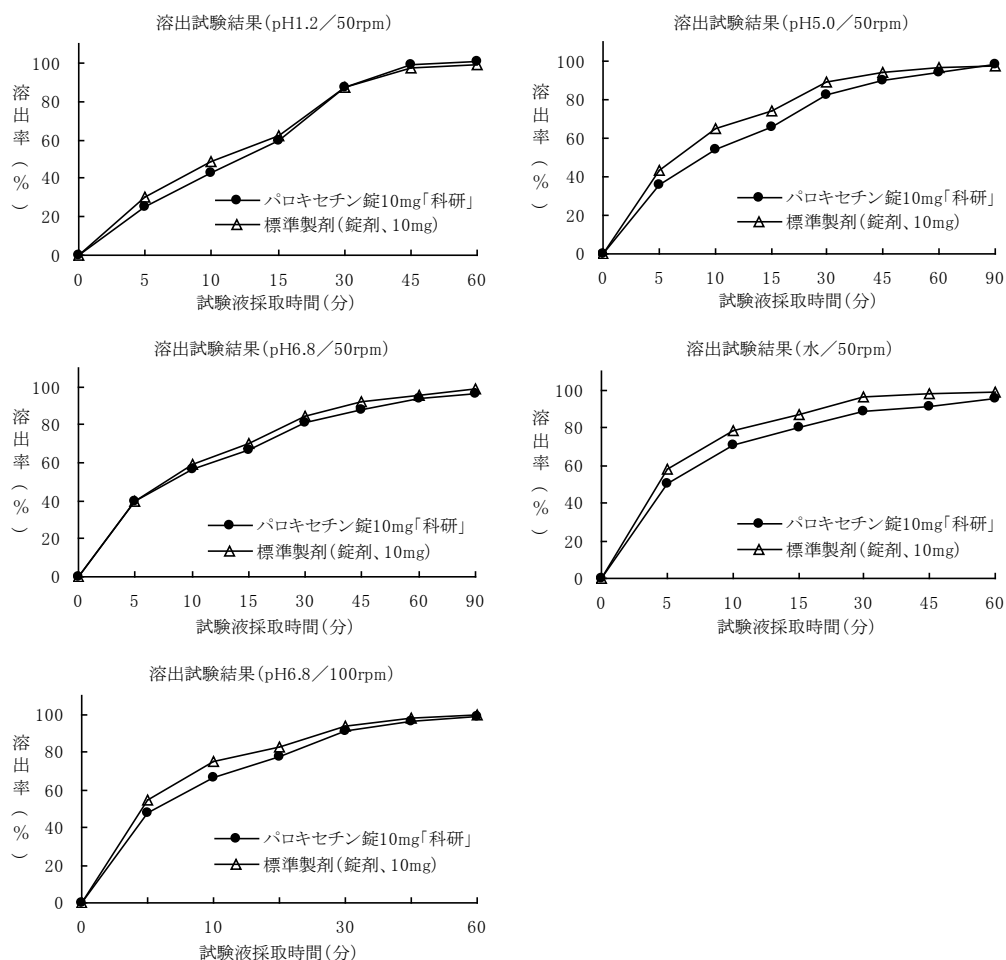 溶出試験結果(pH1.2／50rpm)
溶出率(%)
100
80
60
40
20
0
パロキセチン錠10mg「科研」
標準製剤(錠剤、10mg)
0 5 10 15 30 45 60
試験液採取時間(分)
溶出試験結果(pH5.0／50rpm)
溶出率(%)
100
80
60
40
20
0
パロキセチン錠10mg「科研」
標準製剤(錠剤、10mg)
0 5 10 15 30 45 60 90
試験液採取時間(分)
溶出試験結果(pH6.8／50rpm)
溶出率(%)
100
80
60
40
20
0
パロキセチン錠10mg「科研」
標準製剤(錠剤、10mg)
0 5 10 15 30 45 60 90
試験液採取時間(分)
溶出試験結果(水／50rpm)
溶出率(%)
100
80
60
40
20
0
パロキセチン錠10mg「科研」
標準製剤(錠剤、10mg)
0 5 10 15 30 45 60
試験液採取時間(分)
溶出試験結果(pH6.8／100rpm)
溶出率(%)
100
80
60
40
20
0
パロキセチン錠10mg「科研」
標準製剤(錠剤、10mg)
0 10 20 30 60
試験液採取時間(分)